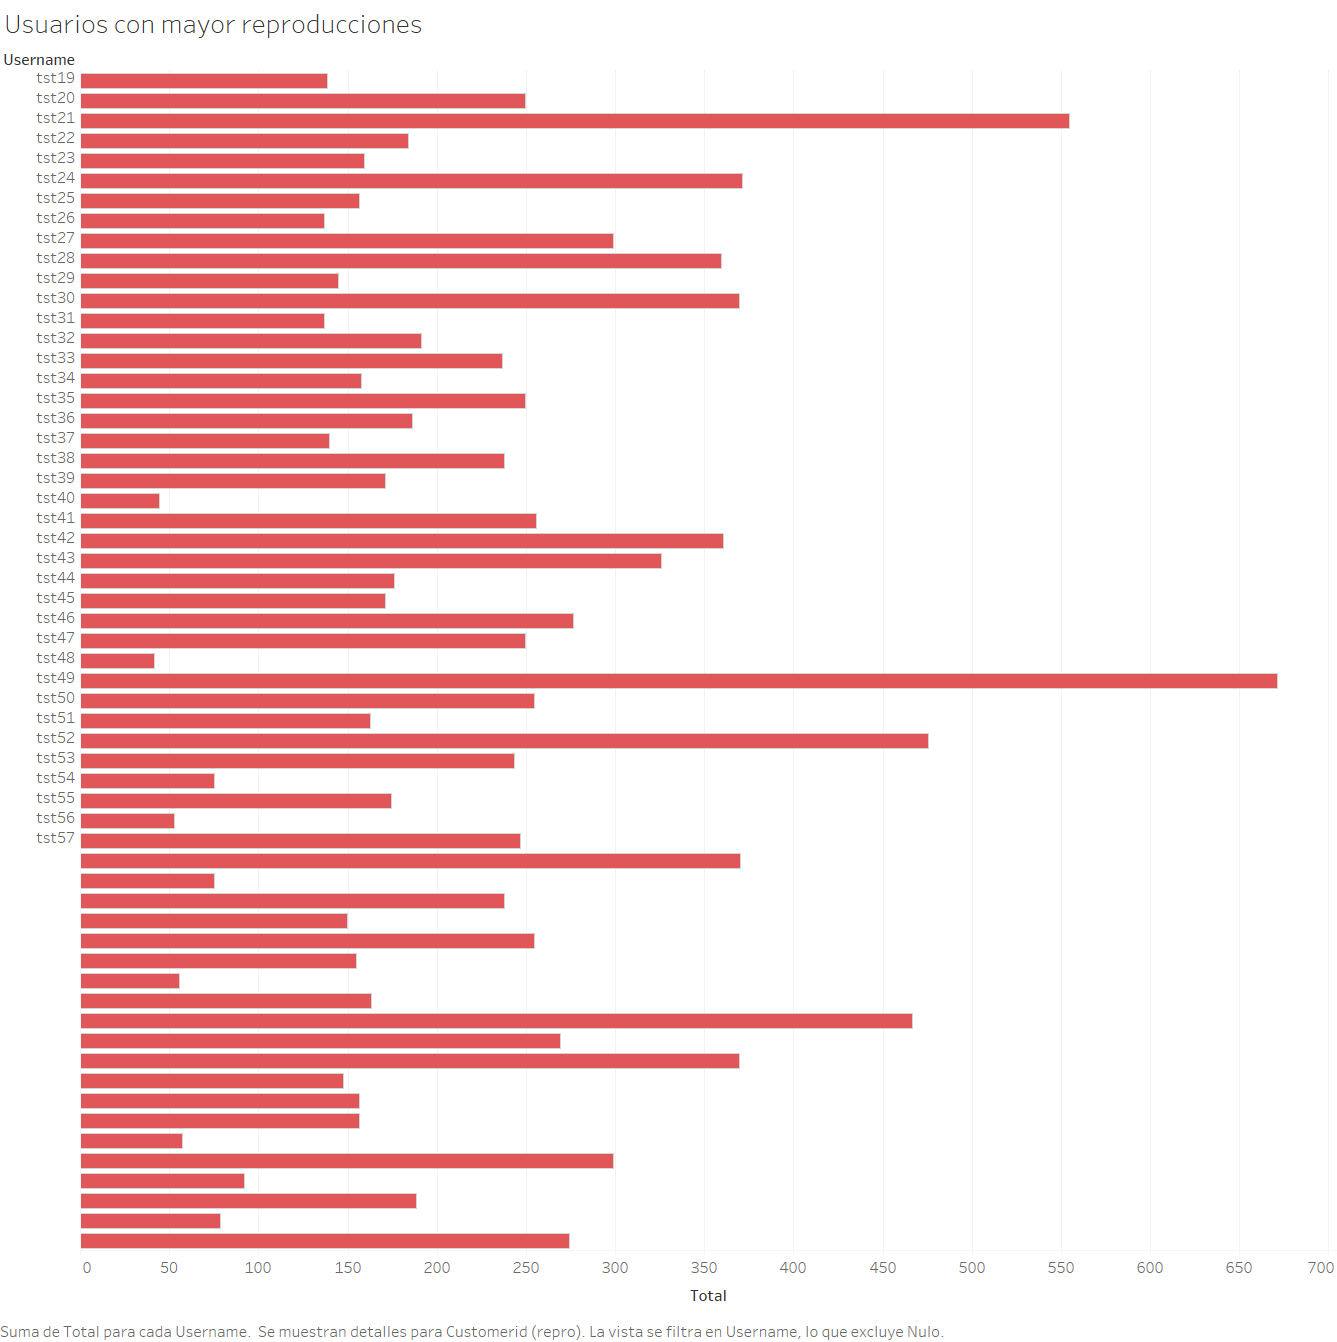 Usuarios con mayor reproducciones
Username
tst19
tst20
tst21
tst22
tst23
tst24
tst25
tst26
tst27
tst28
tst29
tst30
tst31
tst32
tst33
tst34
tst35
tst36
tst37
tst38
tst39
tst40
tst41
tst42
tst43
tst44
tst45
tst46
tst47
tst48
tst49
tst50
tst51
tst52
tst53
tst54
tst55
tst56
tst57
0 50 100 150 200 250 300 350 400 450 500 550 600 650 700
Total
Suma de Total para cada Username. Se muestran detalles para Customerid (repro). La vista se filtra en Username, lo que excluye Nulo.